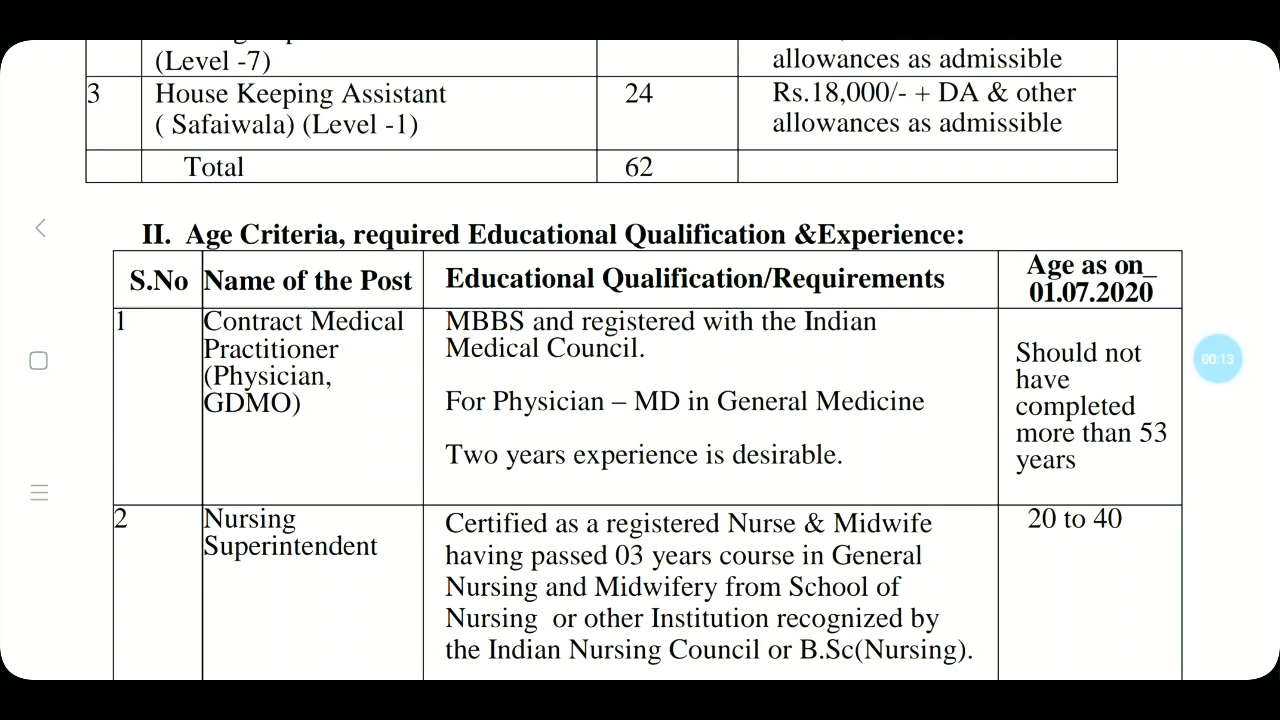 (Level -7)
allowances as admissible
3 House Keeping Assistant 24 Rs.18,000/- + DA & other
( Safaiwala) (Level -1) allowances as admissible
Total 62
II. Age Criteria, required Educational Qualification &Experience:
S.No Name of the Post Educational Qualification/Requirements Age as on_
01.07.2020
1 Contract Medical
Practitioner
(Physician,
GDMO)
MBBS and registered with the Indian
Medical Council.
For Physician – MD in General Medicine
Two years experience is desirable.
Should not
have
completed
more than 53
years
00:13
2 Nursing
Superintendent
Certified as a registered Nurse & Midwife
having passed 03 years course in General
Nursing and Midwifery from School of
Nursing or other Institution recognized by
the Indian Nursing Council or B.Sc(Nursing).
20 to 40